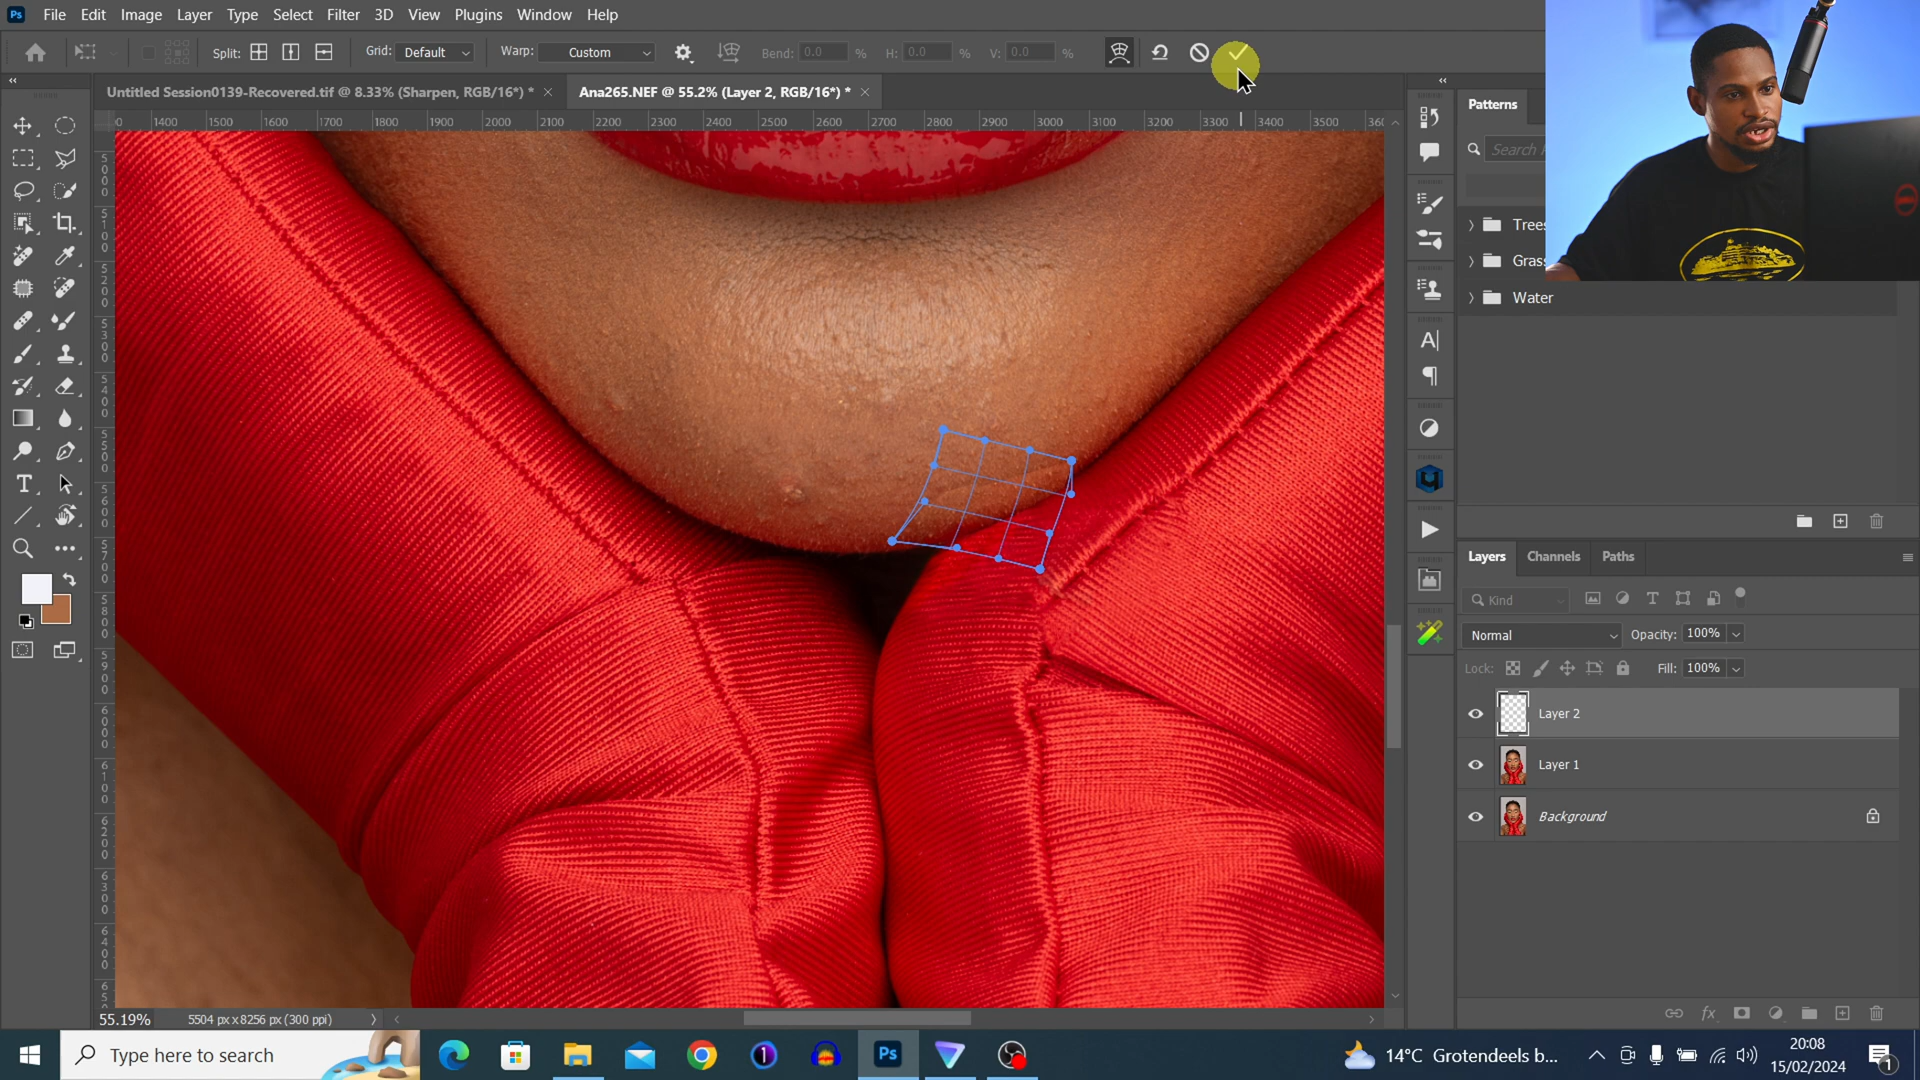 Ps File Edit Image Layer Type Select Filter 3D View Plugins Window Help
Split: Grid: Default Warp: Custom Bend: 0.0 % H: 0.0 % V: 0.0 %
Untitled Session0139-Recovered.tif @ 8.33% (Sharpen, RGB/16*) * × Ana265.NEF @ 55.2% (Layer 2, RGB/16*) * ×
Patterns
1400 1500 1600 1700 1800 1900 2000 2100 2200 2300 2400 2500 2600 2700 2800 2900 3000 3100 3200 3300 3400 3500
Search
Trees
Grass
Water
Layers Channels Paths
Kind
Normal Opacity: 100%
Lock: Fill: 100%
Layer 2
Layer 1
Background
55.19% 5504 px x 8256 px (300 ppi)
Type here to search
Ps
14°C Grotendeels b...
20:08
15/02/2024
1